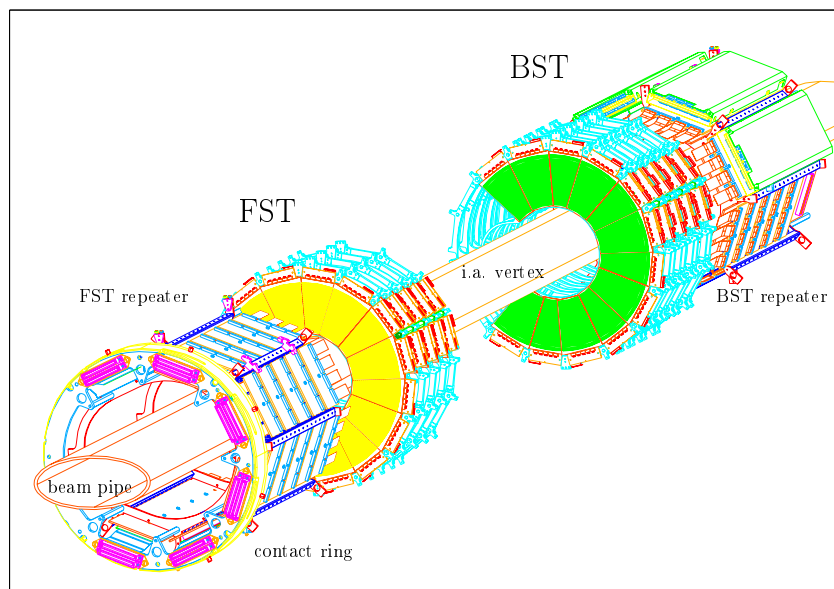 BST
FST
i.a. vertex
FST repeater
BST repeater
beam pipe
contact ring